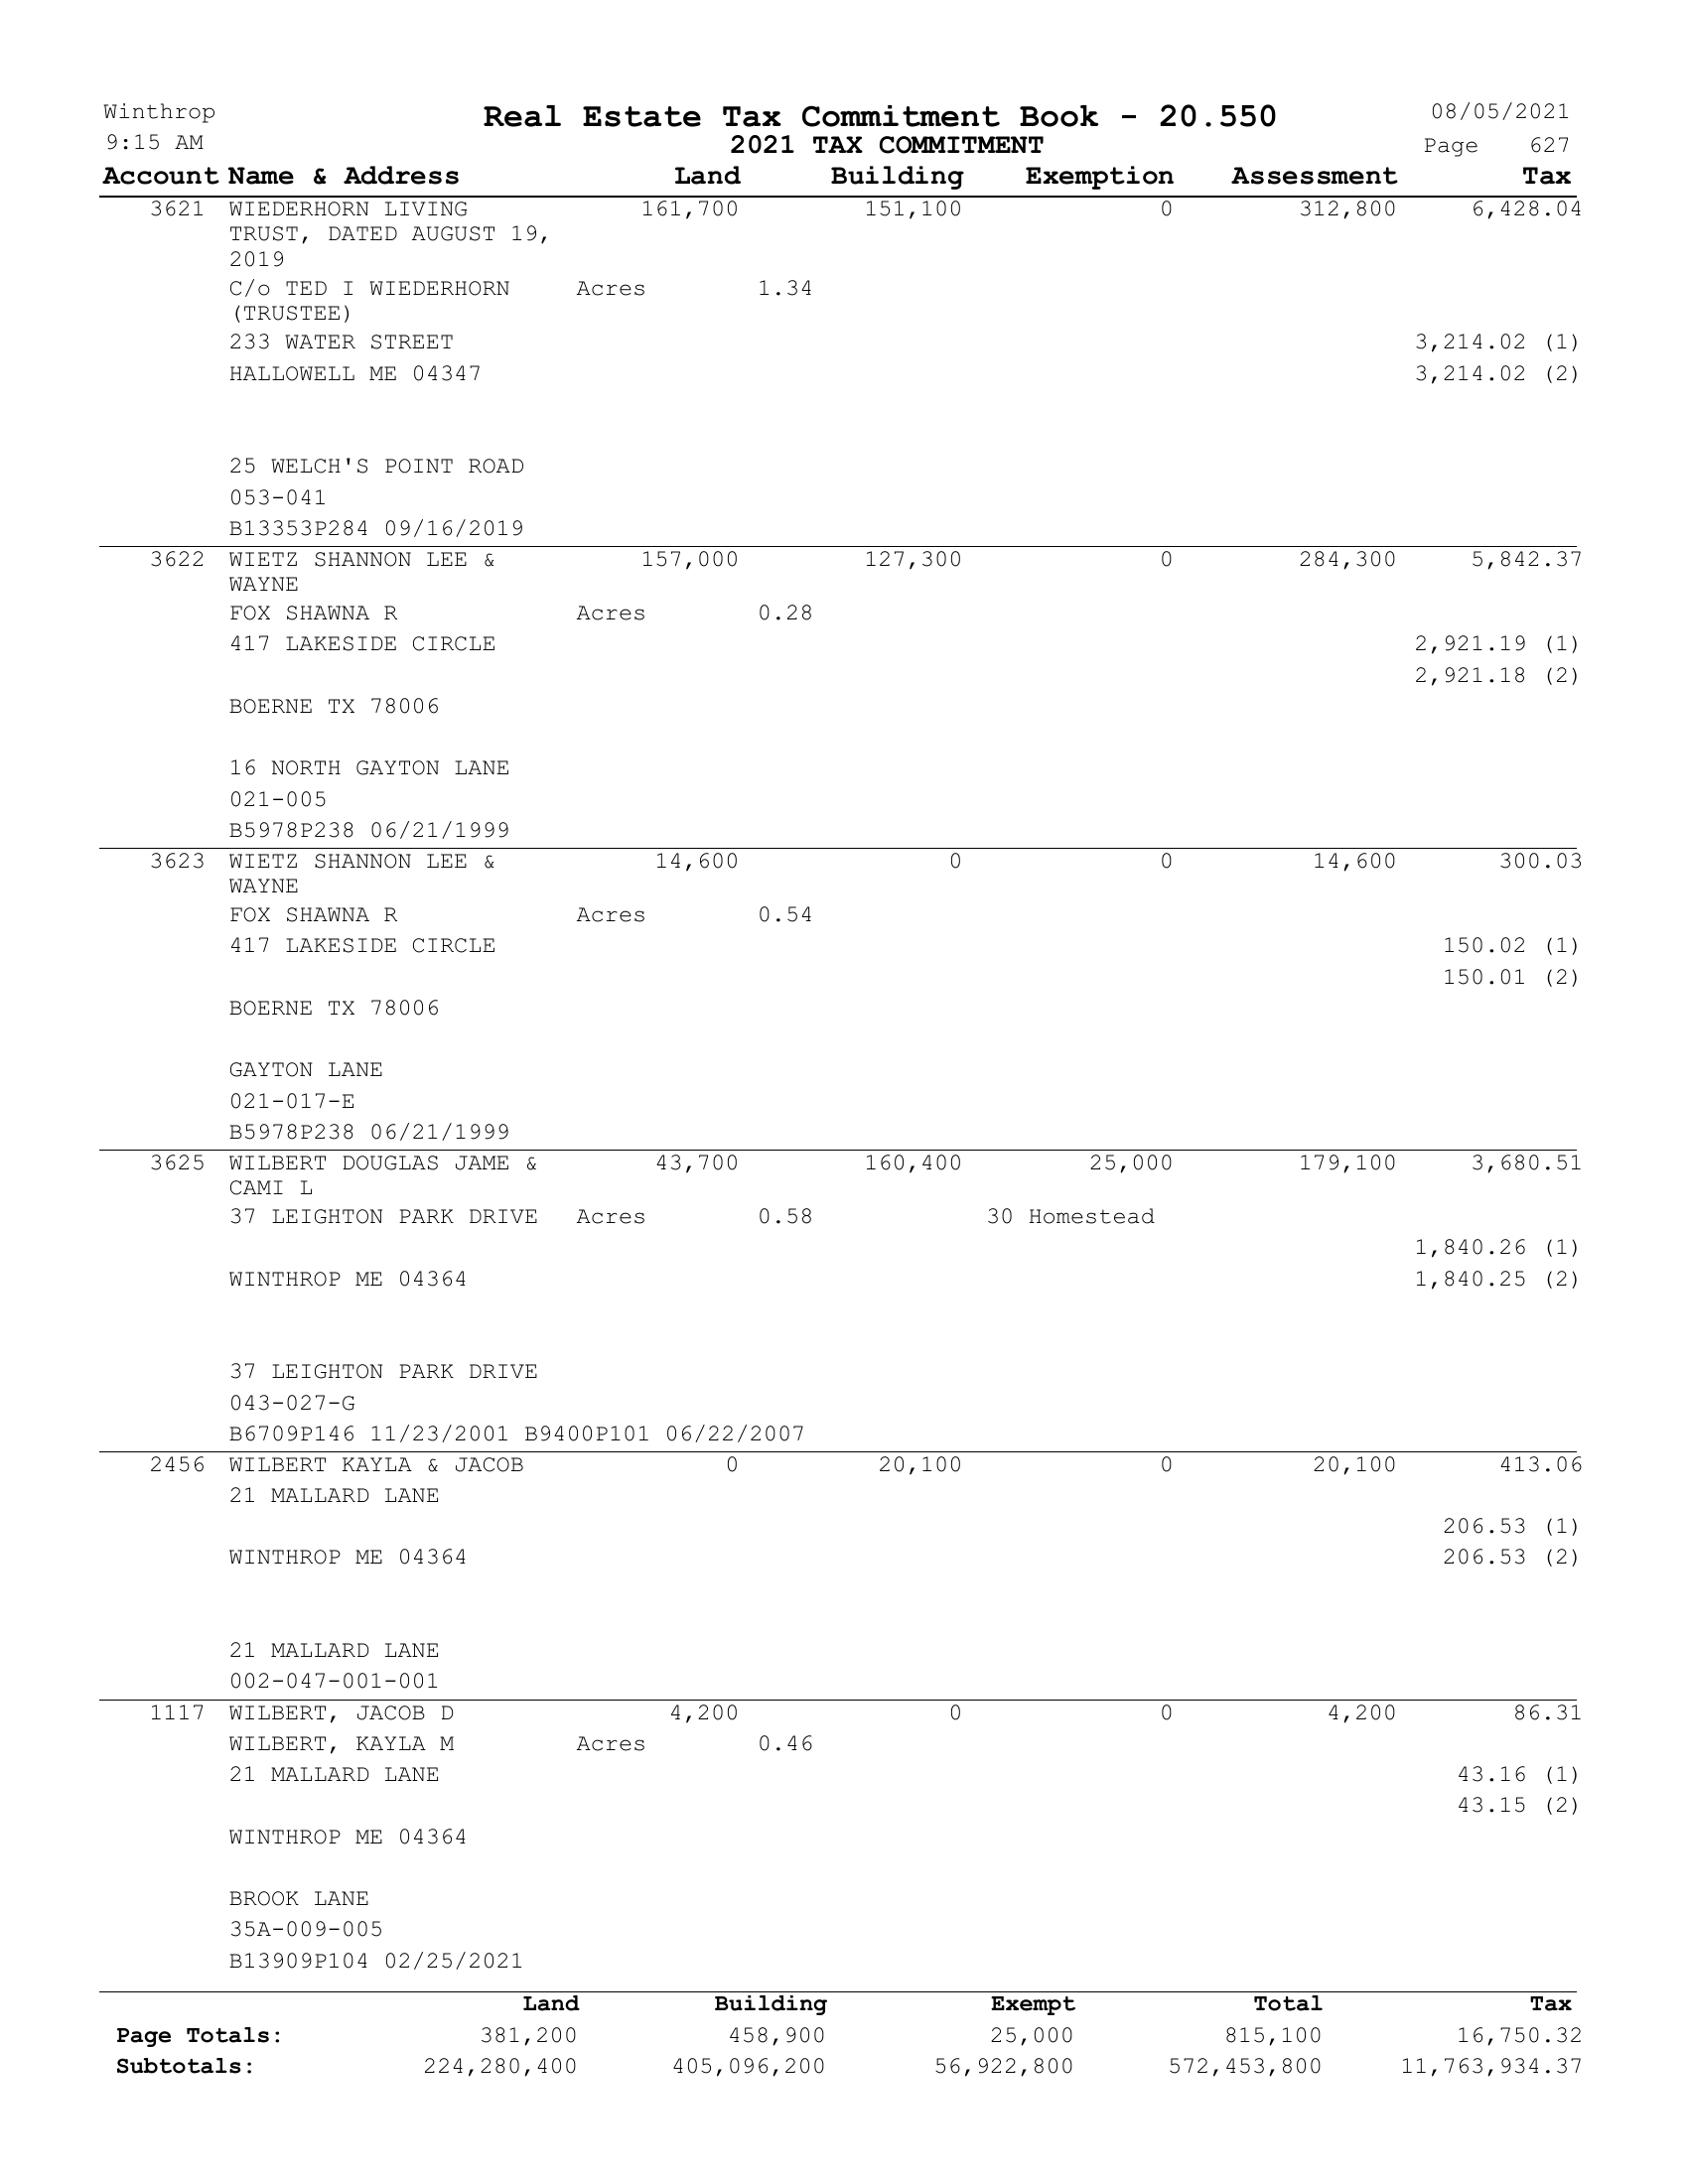 Winthrop Real Estate Tax Commitment Book - 20.550 08/05/2021
9:15 AM 2021 TAX COMMITMENT Page 627
Account Name & Address Land Building Exemption Assessment Tax
3621 WIEDERHORN LIVING 161,700 151,100 0 312,800 6,428.04
TRUST, DATED AUGUST 19,
2019
C/o TED I WIEDERHORN Acres 1.34
(TRUSTEE)
233 WATER STREET 3,214.02 (1)
HALLOWELL ME 04347 3,214.02 (2)
25 WELCH'S POINT ROAD
053-041
B13353P284 09/16/2019
3622 WIETZ SHANNON LEE & 157,000 127,300 0 284,300 5,842.37
WAYNE
FOX SHAWNA R Acres 0.28
417 LAKESIDE CIRCLE 2,921.19 (1)
2,921.18 (2)
BOERNE TX 78006
16 NORTH GAYTON LANE
021-005
B5978P238 06/21/1999
3623 WIETZ SHANNON LEE & 14,600 0 0 14,600 300.03
WAYNE
FOX SHAWNA R Acres 0.54
417 LAKESIDE CIRCLE 150.02 (1)
150.01 (2)
BOERNE TX 78006
GAYTON LANE
021-017-E
B5978P238 06/21/1999
3625 WILBERT DOUGLAS JAME & 43,700 160,400 25,000 179,100 3,680.51
CAMI L
37 LEIGHTON PARK DRIVE Acres 0.58 30 Homestead
1,840.26 (1)
WINTHROP ME 04364 1,840.25 (2)
37 LEIGHTON PARK DRIVE
043-027-G
B6709P146 11/23/2001 B9400P101 06/22/2007
2456 WILBERT KAYLA & JACOB 0 20,100 0 20,100 413.06
21 MALLARD LANE
206.53 (1)
WINTHROP ME 04364 206.53 (2)
21 MALLARD LANE
002-047-001-001
1117 WILBERT, JACOB D 4,200 0 0 4,200 86.31
WILBERT, KAYLA M Acres 0.46
21 MALLARD LANE 43.16 (1)
43.15 (2)
WINTHROP ME 04364
BROOK LANE
35A-009-005
B13909P104 02/25/2021
Land Building Exempt Total Tax
Page Totals: 381,200 458,900 25,000 815,100 16,750.32
Subtotals: 224,280,400 405,096,200 56,922,800 572,453,800 11,763,934.37